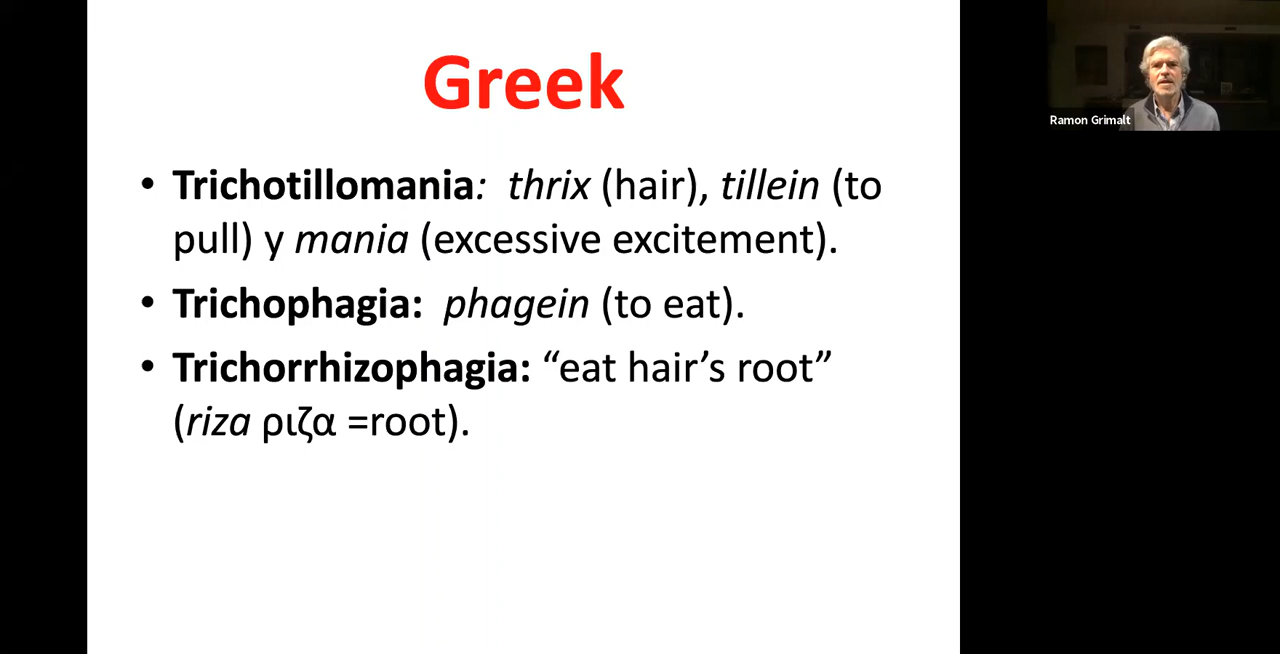 Greek
• Trichotillomania: thrix (hair), tillein (to
pull) y mania (excessive excitement).
• Trichophagia: phagein (to eat).
• Trichorrhizophagia: “eat hair’s root”
(riza ριζα =root).
Ramon Grimalt